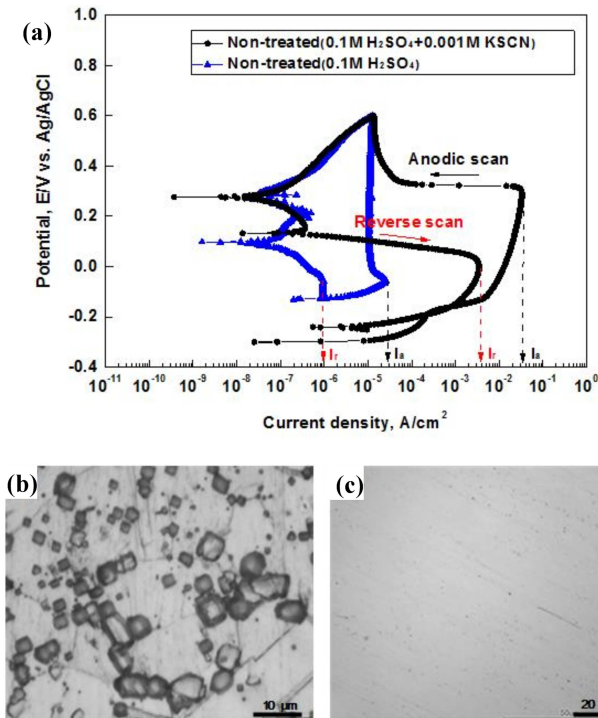 (a)
Non-treated(0.1M H₂SO₄+0.001M KSCN)
Non-treated(0.1M H₂SO₄)
Potential, E/V vs. Ag/AgCl
1.0
0.8
0.6
0.4
0.2
0.0
-0.2
-0.4
Anodic scan
Reverse scan
Iᵣ
Iₐ
Iᵣ
Iₐ
10⁻¹¹ 10⁻¹⁰ 10⁻⁹ 10⁻⁸ 10⁻⁷ 10⁻⁶ 10⁻⁵ 10⁻⁴ 10⁻³ 10⁻² 10⁻¹ 10⁰
Current density, A/cm²
(b)
10 µm
(c)
20